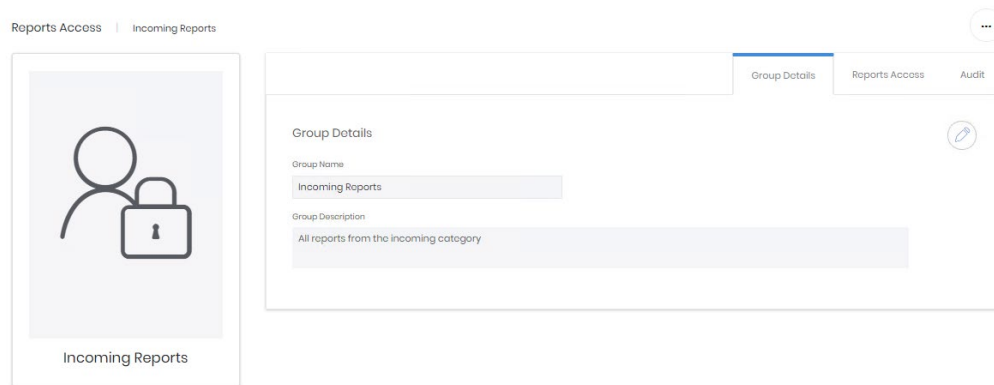 Reports Access | Incoming Reports
...
Group Details Reports Access Audit
Group Details
Group Name
Incoming Reports
Group Description
All reports from the incoming category
Incoming Reports